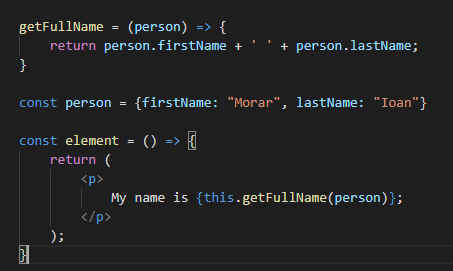 getFullName = (person) => {
    return person.firstName + ' ' + person.lastName;
}
const person = {firstName: "Morar", lastName: "Ioan"}
const element = () => {
    return (
        <p>
            My name is {this.getFullName(person)};
        </p>
    );
}